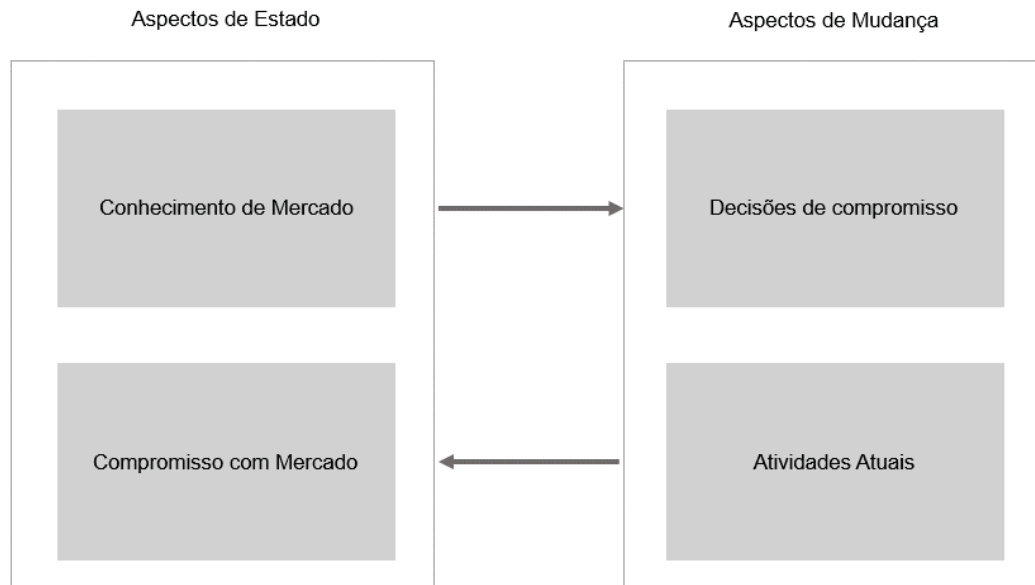 Aspectos de Estado
Aspectos de Mudança
Conhecimento de Mercado
Decisões de compromisso
Compromisso com Mercado
Atividades Atuais